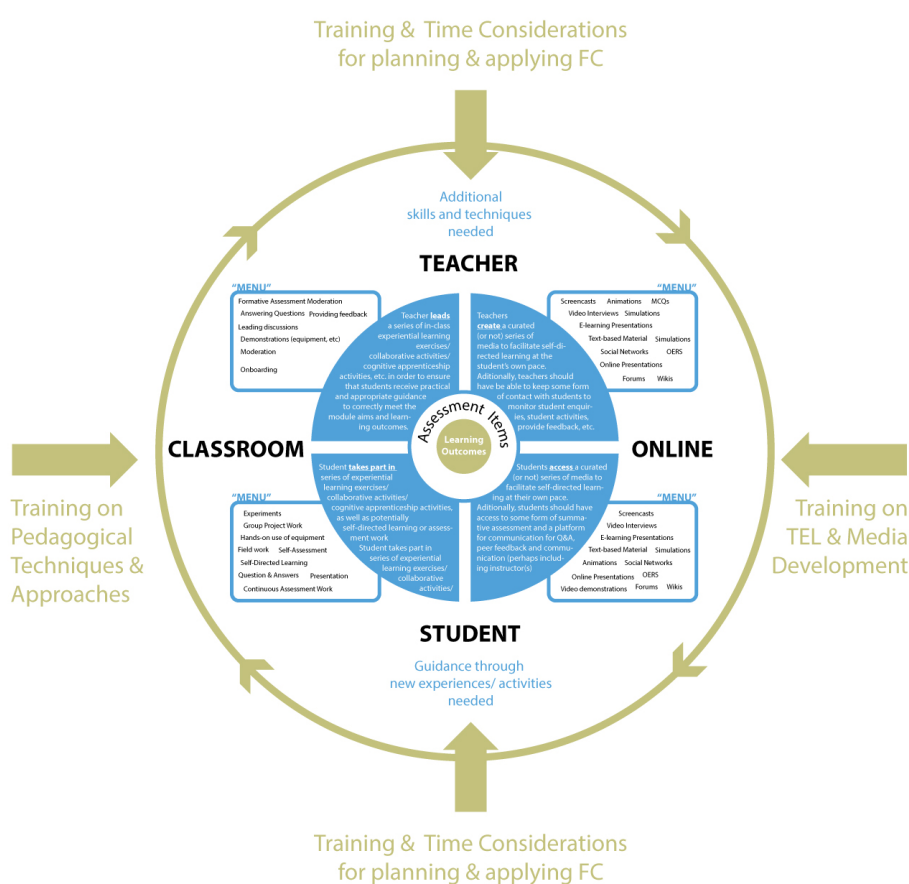 Training & Time Considerations
for planning & applying FC
Additional
skills and techniques
needed
TEACHER
"MENU"
Formative Assessment Moderation
Answering Questions Providing feedback
Leading discussions
Demonstrations (equipment, etc)
Moderation
Onboarding
Teacher leads
a series of in-class
experiential learning
exercises/
collaborative activities/
cognitive apprenticeship
activities, etc. in order to ensure
that students receive practical
and appropriate guidance
to correctly meet the
module aims and learn-
ing outcomes.
Teachers
create a curated
(or not) series of
media to facilitate self-di-
rected learning at the
student's own pace.
Aditionally, teachers should
have be able to keep some form
of contact with students to
monitor student enquir-
ies, student activities,
provide feedback, etc.
"MENU"
Screencasts Animations MCQs
Video Interviews Simulations
E-learning Presentations
Text-based Material Simulations
Social Networks OERS
Online Presentations
Forums Wikis
CLASSROOM
Assessment Items
Learning
Outcomes
ONLINE
Training on
Pedagogical
Techniques &
Approaches
"MENU"
Experiments
Group Project Work
Hands-on use of equipment
Field work Self-Assessment
Self-Directed Learning
Question & Answers Presentation
Continuous Assessment Work
Student takes part in
series of experiential
learning exercises/
collaborative activities/
cognitive apprenticeship activities,
as well as potentially
self-directed learning or assess-
ment work
Student takes part in
series of experiential
learning exercises/
collaborative
activities/
Students access a curated
(or not) series of media to
facilitate self-directed learn-
ing at their own pace.
Aditionally, students should have
access to some form of summa-
tive assessment and a platform
for communication for Q&A,
peer feedback and commu-
nication (perhaps includ-
ing instructor(s)
"MENU"
Screencasts
Video Interviews
E-learning Presentations
Text-based Material Simulations
Animations Social Networks
Online Presentations OERS
Video demonstrations Forums Wikis
Training on
TEL & Media
Development
STUDENT
Guidance through
new experiences/ activities
needed
Training & Time Considerations
for planning & applying FC